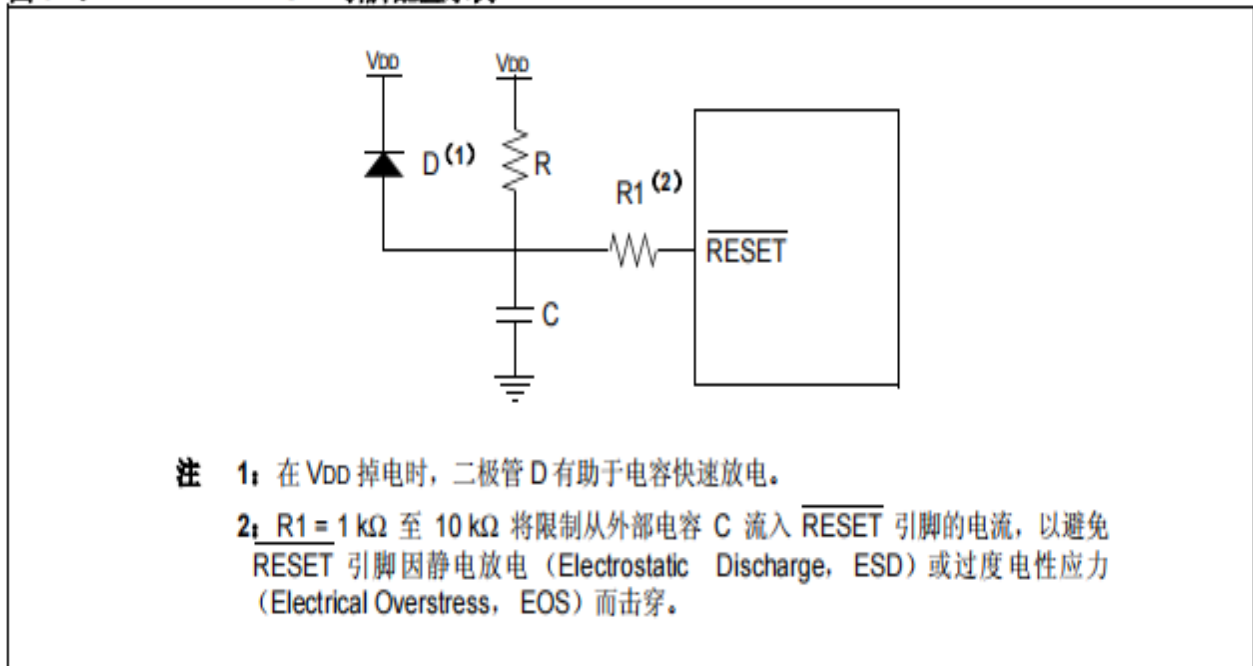 VDD VDD
D(1) R
R1(2)
RESET
C
注 1：在 VDD 掉电时，二极管 D 有助于电容快速放电。
2：R1 = 1 kΩ 至 10 kΩ 将限制从外部电容 C 流入 RESET 引脚的电流，以避免
RESET 引脚因静电放电（Electrostatic Discharge，ESD）或过度电性应力
（Electrical Overstress，EOS）而击穿。